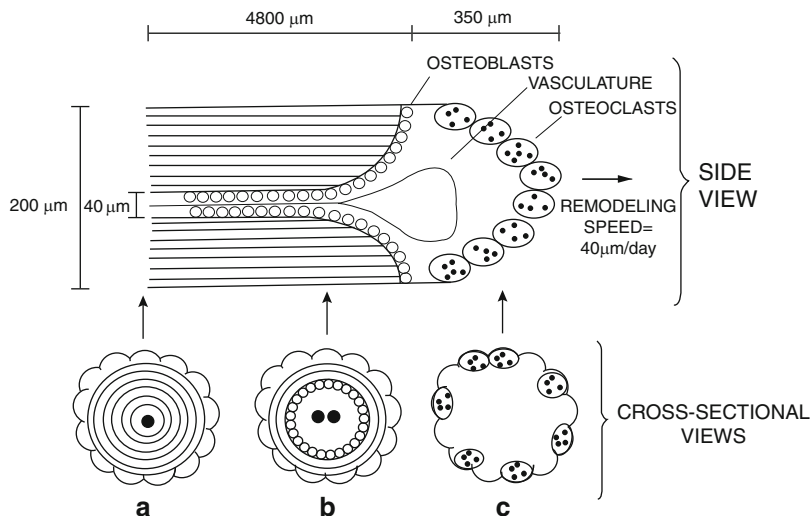 4800 µm
350 µm
OSTEOBLASTS
VASCULATURE
OSTEOCLASTS
200 µm
40 µm
REMODELING
SPEED=
40µm/day
SIDE
VIEW
CROSS-SECTIONAL
VIEWS
a
b
c